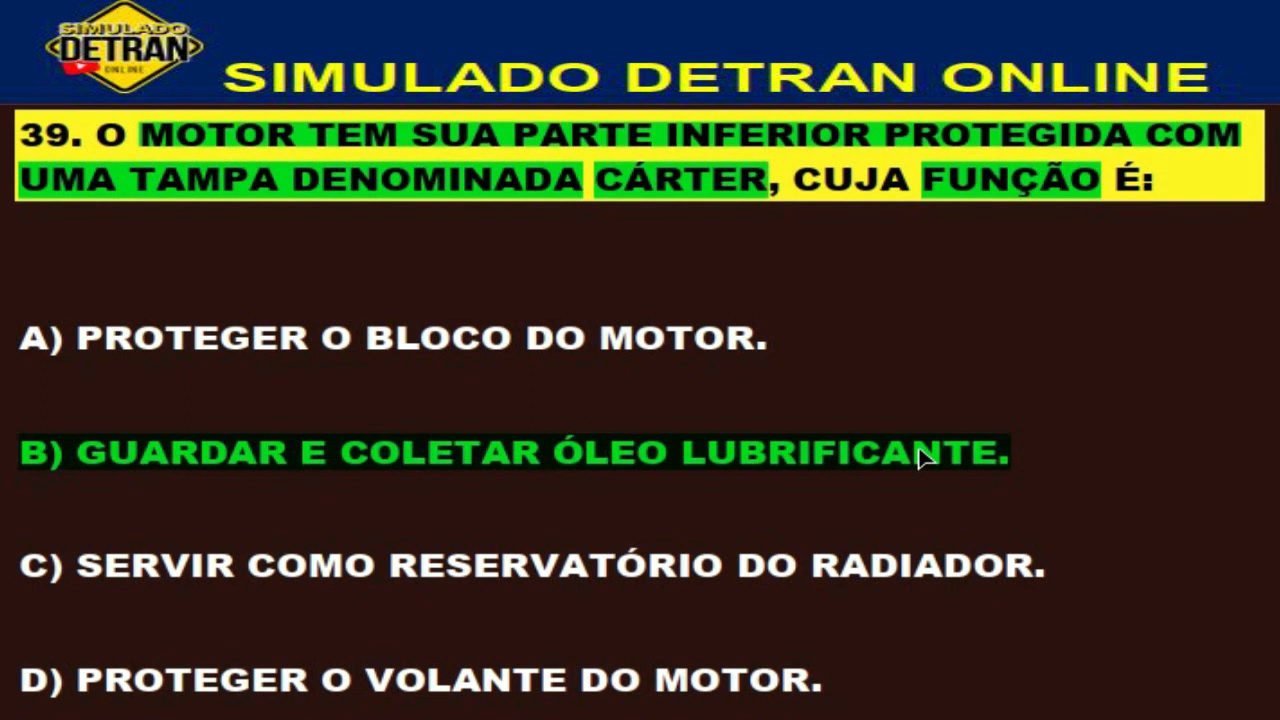 SIMULADO
DETRAN
ONLINE
SIMULADO DETRAN ONLINE
39. O MOTOR TEM SUA PARTE INFERIOR PROTEGIDA COM
UMA TAMPA DENOMINADA CÁRTER, CUJA FUNÇÃO É:
A) PROTEGER O BLOCO DO MOTOR.
B) GUARDAR E COLETAR ÓLEO LUBRIFICANTE.
C) SERVIR COMO RESERVATÓRIO DO RADIADOR.
D) PROTEGER O VOLANTE DO MOTOR.